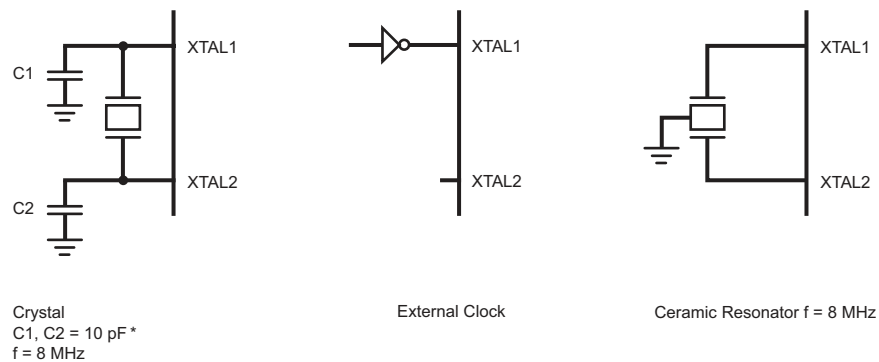 XTAL1
C1
XTAL2
C2
Crystal
C1, C2 = 10 pF *
f = 8 MHz
XTAL1
XTAL2
External Clock
XTAL1
XTAL2
Ceramic Resonator f = 8 MHz